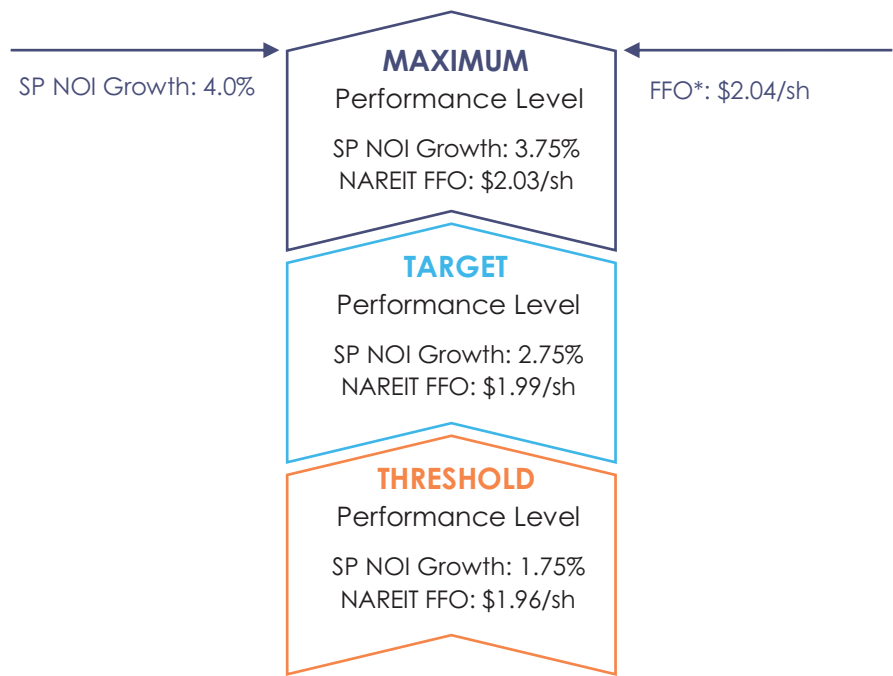 MAXIMUM
SP NOI Growth: 4.0%
FFO*: $2.04/sh
Performance Level
SP NOI Growth: 3.75%
NAREIT FFO: $2.03/sh
TARGET
Performance Level
SP NOI Growth: 2.75%
NAREIT FFO: $1.99/sh
THRESHOLD
Performance Level
SP NOI Growth: 1.75%
NAREIT FFO: $1.96/sh